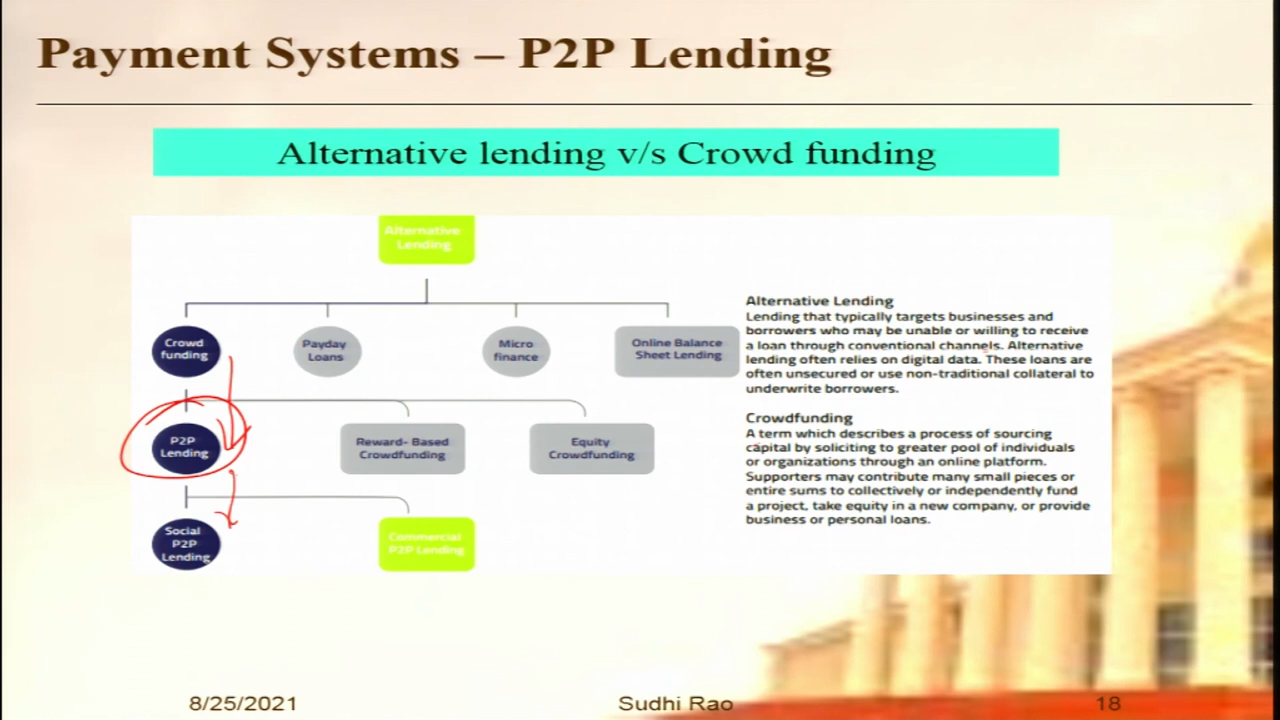 Payment Systems – P2P Lending
Alternative lending v/s Crowd funding
Alternative
Lending
Crowd
funding
Payday
Loans
Micro
finance
Online Balance
Sheet Lending
P2P
Lending
Reward- Based
Crowdfunding
Equity
Crowdfunding
Social
P2P
Lending
Commercial
P2P Lending
Alternative Lending
Lending that typically targets businesses and
borrowers who may be unable or willing to receive
a loan through conventional channels. Alternative
lending often relies on digital data. These loans are
often unsecured or use non-traditional collateral to
underwrite borrowers.
Crowdfunding
A term which describes a process of sourcing
capital by soliciting to greater pool of individuals
or organizations through an online platform.
Supporters may contribute many small pieces or
entire sums to collectively or independently fund
a project, take equity in a new company, or provide
business or personal loans.
8/25/2021
Sudhi Rao
18